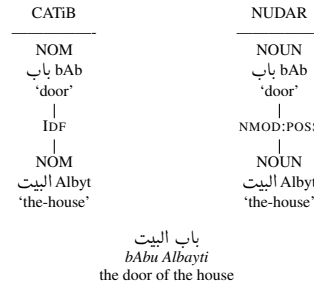 CATiB NUDAR
NOM NOUN
باب bAb باب bAb
‘door’ ‘door’
IDF NMOD:POSS
NOM NOUN
البيت Albyt البيت Albyt
‘the-house’ ‘the-house’
باب البيت
bAbu Albayti
the door of the house